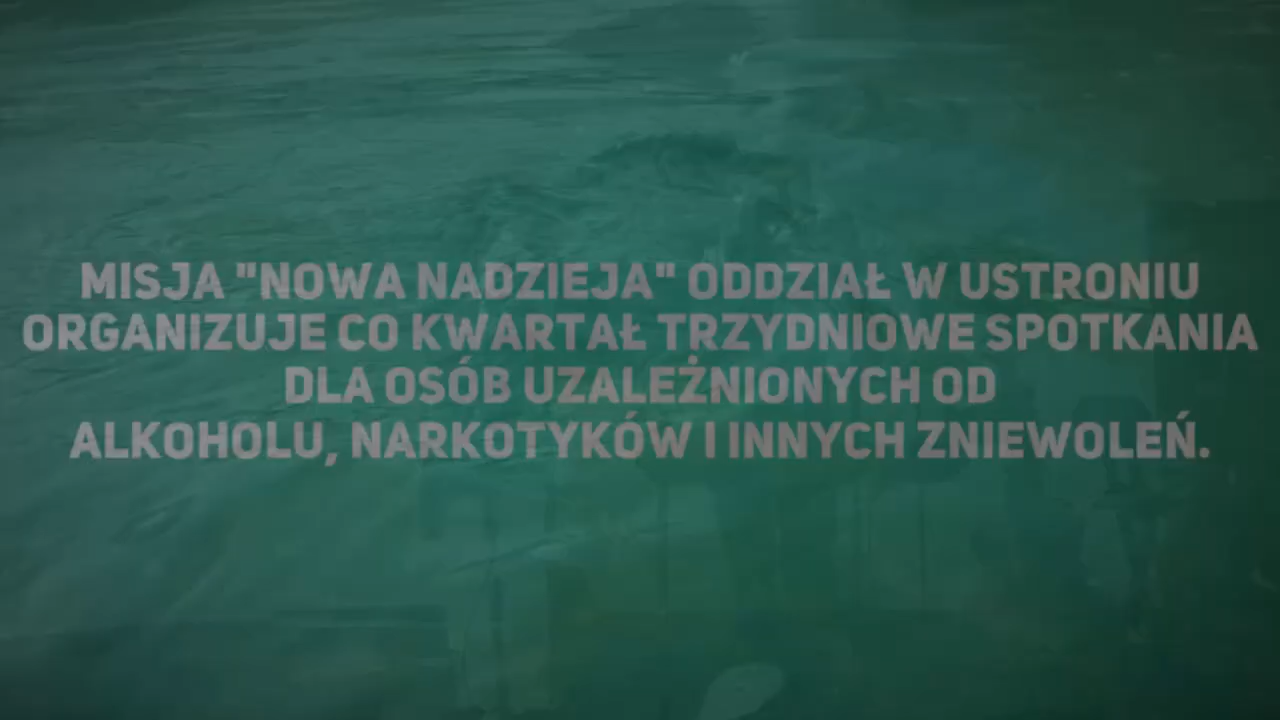 MISJA "NOWA NADZIEJA" ODDZIAŁ W USTRONIU
ORGANIZUJE CO KWARTAŁ TRZYDNIOWE SPOTKANIA
DLA OSÓB UZALEŻNIONYCH OD
ALKOHOLU, NARKOTYKÓW I INNYCH ZNIEWOLEŃ.